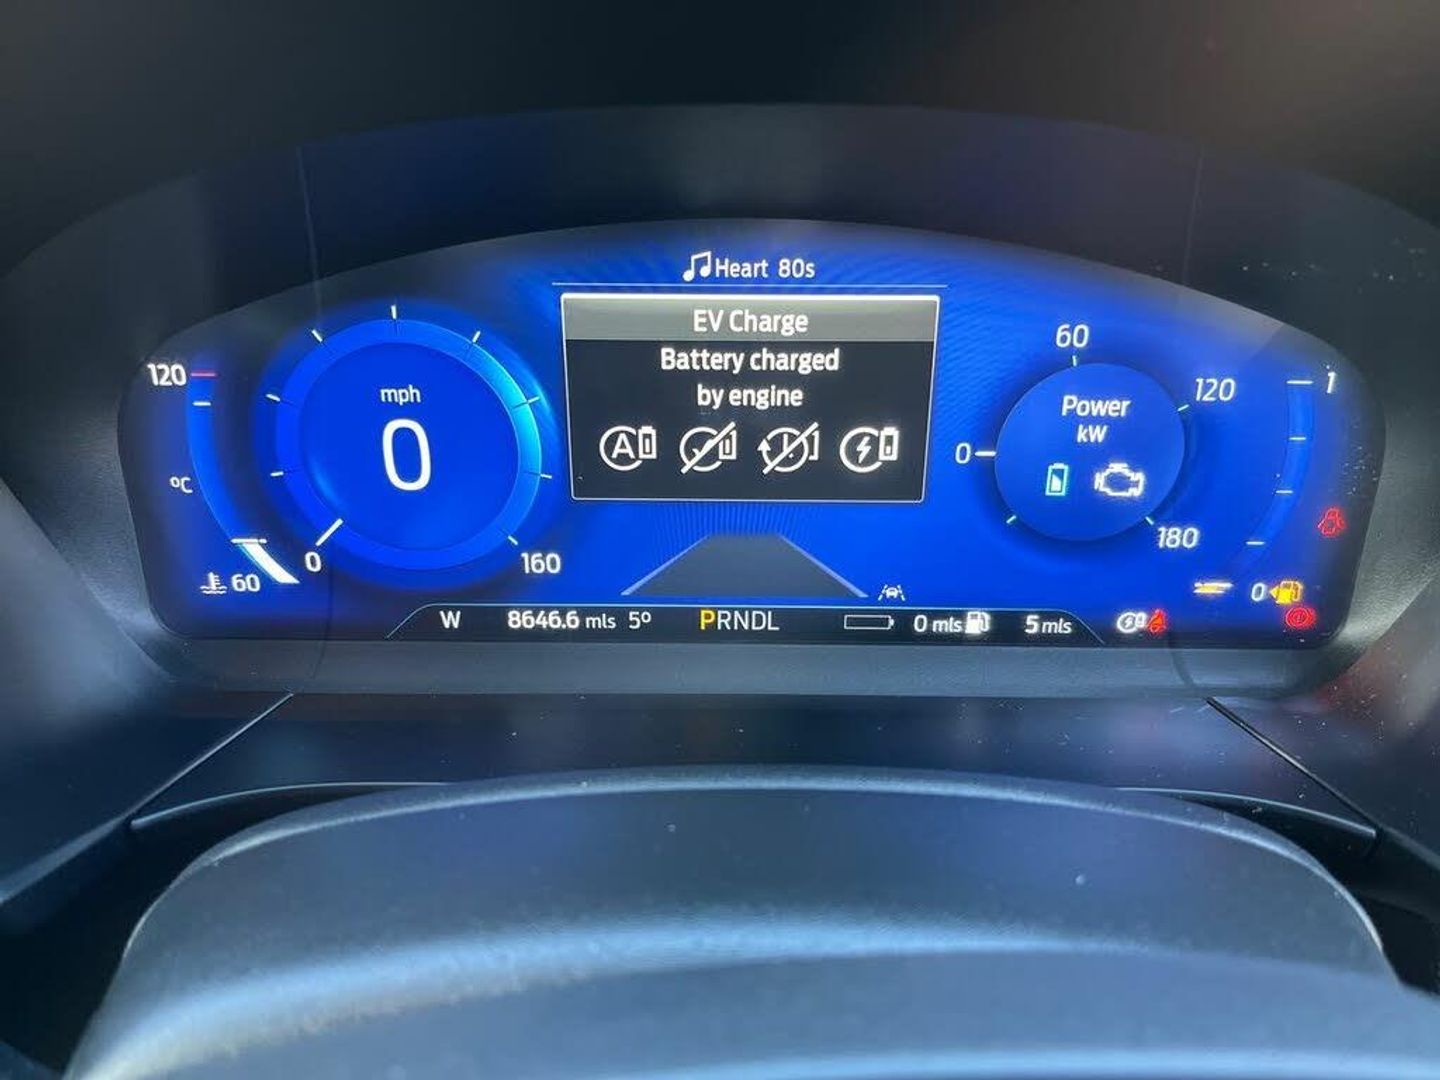 Heart 80s
EV Charge
Battery charged
by engine
A
120
°C
60
mph
0
0
160
60
0
120
Power
kW
180
1
0
W
8646.6 mls
5º
PRNDL
0 mls
5 mls